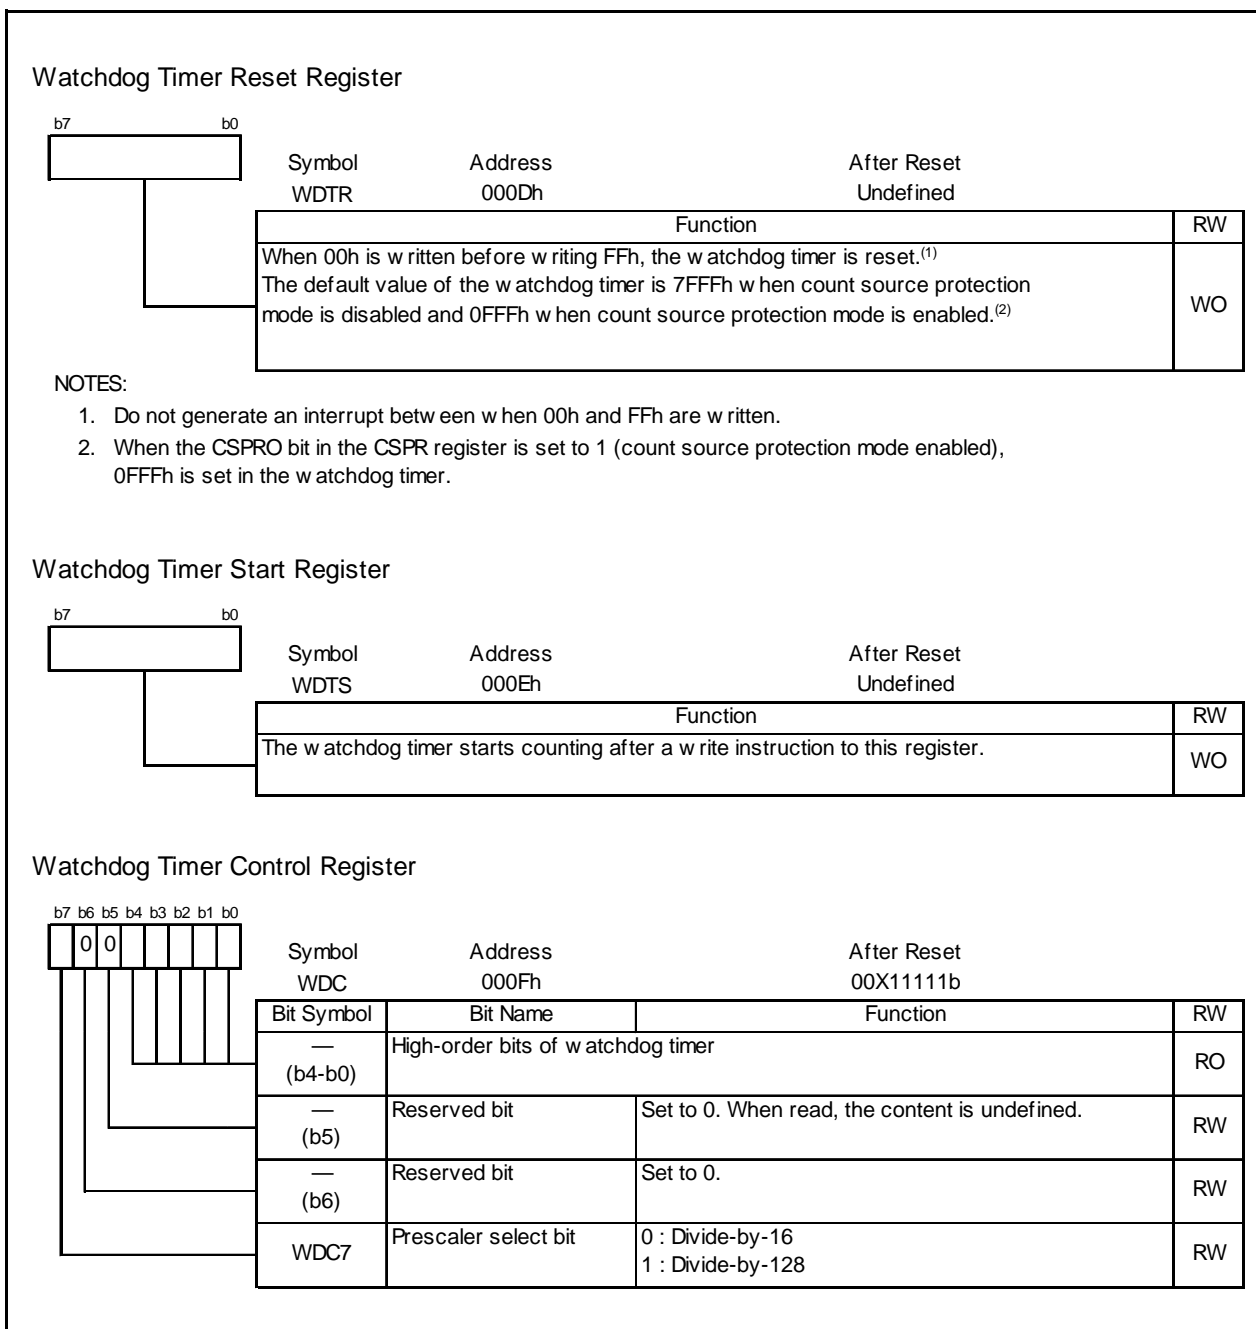 Watchdog Timer Reset Register
b7 b0
Symbol Address After Reset
WDTR 000Dh Undefined
Function RW
When 00h is written before writing FFh, the watchdog timer is reset.(1)
The default value of the watchdog timer is 7FFFh when count source protection
mode is disabled and 0FFFh when count source protection mode is enabled.(2)
WO
NOTES:
1. Do not generate an interrupt between when 00h and FFh are written.
2. When the CSPRO bit in the CSPR register is set to 1 (count source protection mode enabled),
0FFFh is set in the watchdog timer.
Watchdog Timer Start Register
b7 b0
Symbol Address After Reset
WDTS 000Eh Undefined
Function RW
The watchdog timer starts counting after a write instruction to this register.
WO
Watchdog Timer Control Register
b7 b6 b5 b4 b3 b2 b1 b0
0 0
Symbol Address After Reset
WDC 000Fh 00X11111b
Bit Symbol Bit Name Function RW
— High-order bits of watchdog timer
(b4-b0) RO
— Reserved bit Set to 0. When read, the content is undefined.
(b5) RW
— Reserved bit Set to 0.
(b6) RW
WDC7 Prescaler select bit 0 : Divide-by-16
1 : Divide-by-128 RW